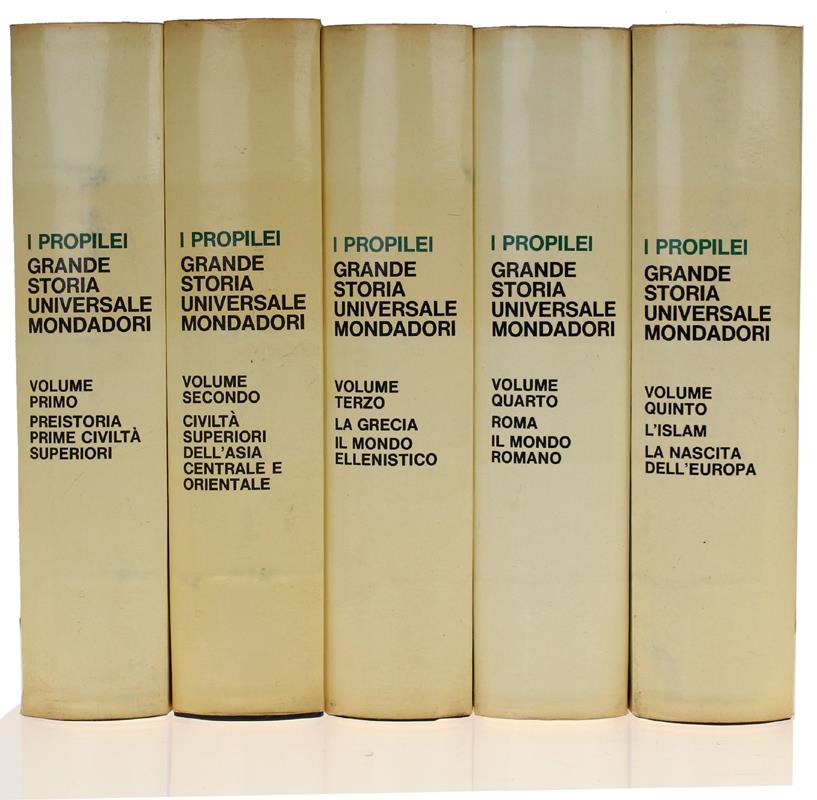 I PROPILEI
GRANDE
STORIA
UNIVERSALE
MONDADORI
VOLUME
PRIMO
PREISTORIA
PRIME CIVILTÀ
SUPERIORI
I PROPILEI
GRANDE
STORIA
UNIVERSALE
MONDADORI
VOLUME
SECONDO
CIVILTÀ
SUPERIORI
DELL'ASIA
CENTRALE E
ORIENTALE
I PROPILEI
GRANDE
STORIA
UNIVERSALE
MONDADORI
VOLUME
TERZO
LA GRECIA
IL MONDO
ELLENISTICO
I PROPILEI
GRANDE
STORIA
UNIVERSALE
MONDADORI
VOLUME
QUARTO
ROMA
IL MONDO
ROMANO
I PROPILEI
GRANDE
STORIA
UNIVERSALE
MONDADORI
VOLUME
QUINTO
L'ISLAM
LA NASCITA
DELL'EUROPA